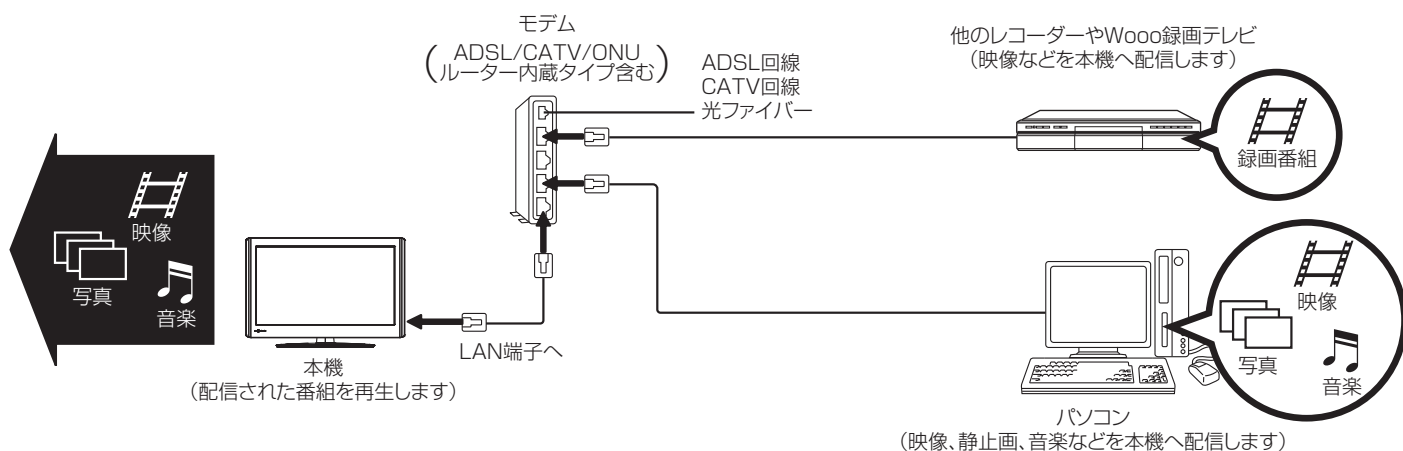 モデム
(ADSL/CATV/ONU
ルーター内蔵タイプ含む)
ADSL回線
CATV回線
光ファイバー
他のレコーダーやWooo録画テレビ
（映像などを本機へ配信します）
録画番組
映像
写真
音楽
LAN端子へ
本機
（配信された番組を再生します）
映像
写真
音楽
パソコン
（映像、静止画、音楽などを本機へ配信します）